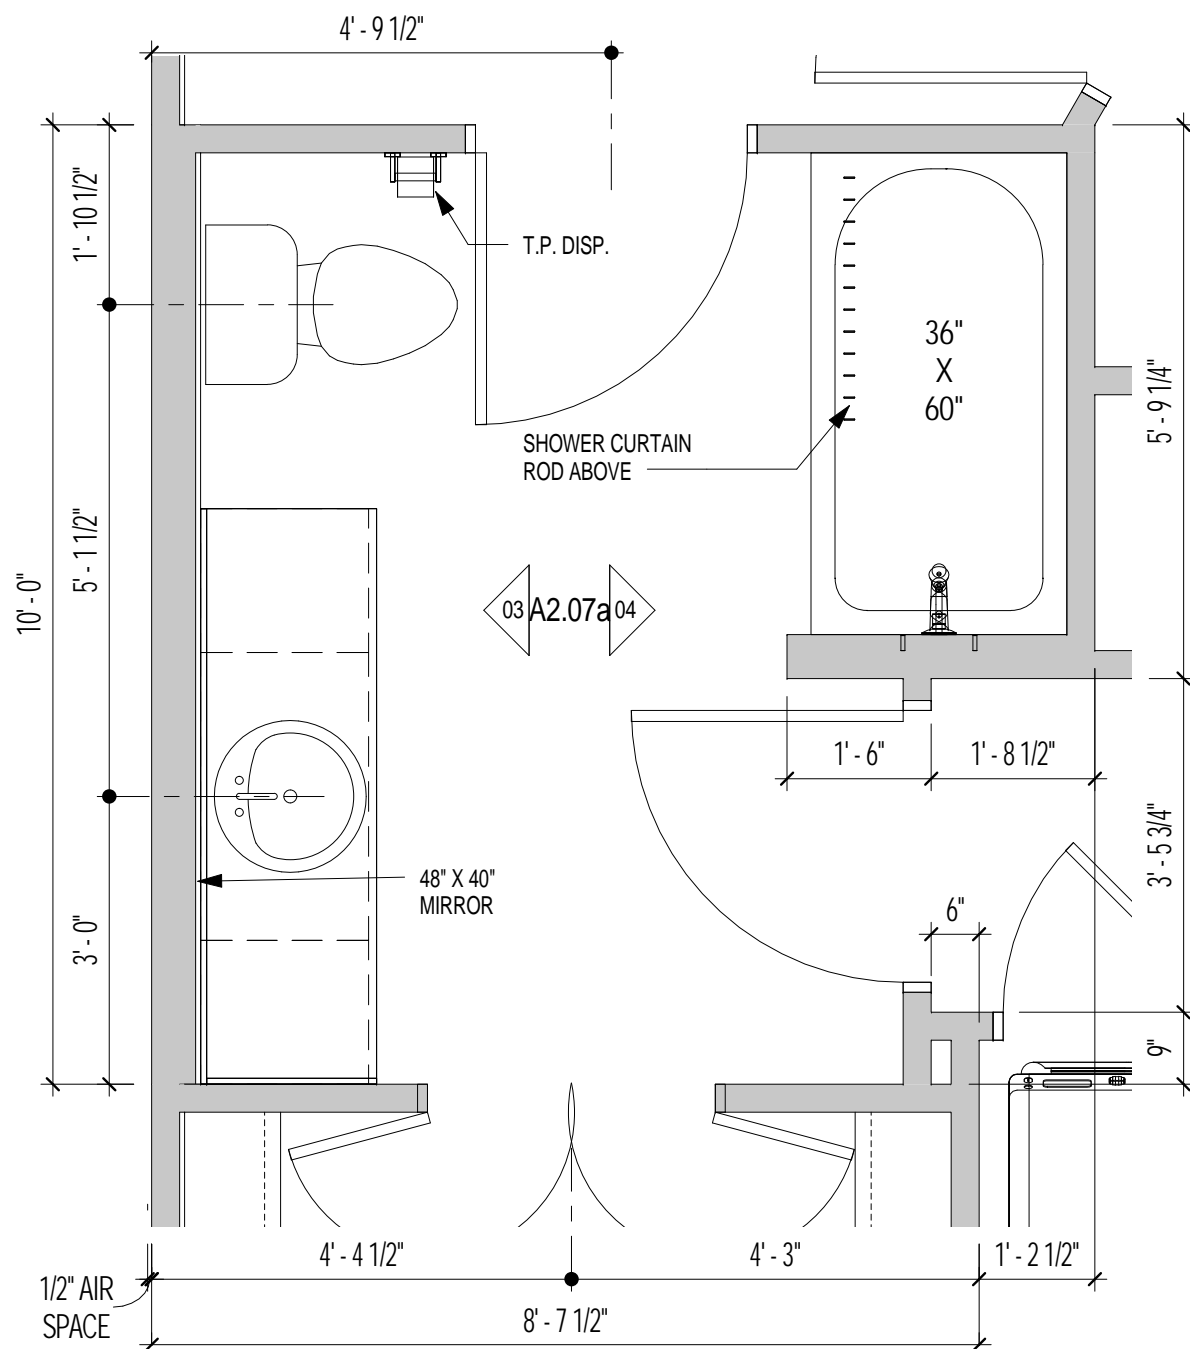 4' - 9 1/2"
1' - 10 1/2"
T.P. DISP.
36"
X
60"
5' - 9 1/4"
SHOWER CURTAIN
ROD ABOVE
5' - 1 1/2"
10' - 0"
03 A2.07a 04
1' - 6"
1' - 8 1/2"
3' - 5 3/4"
48" X 40"
MIRROR
6"
3' - 0"
9"
4' - 4 1/2"
4' - 3"
1' - 2 1/2"
1/2" AIR
SPACE
8' - 7 1/2"